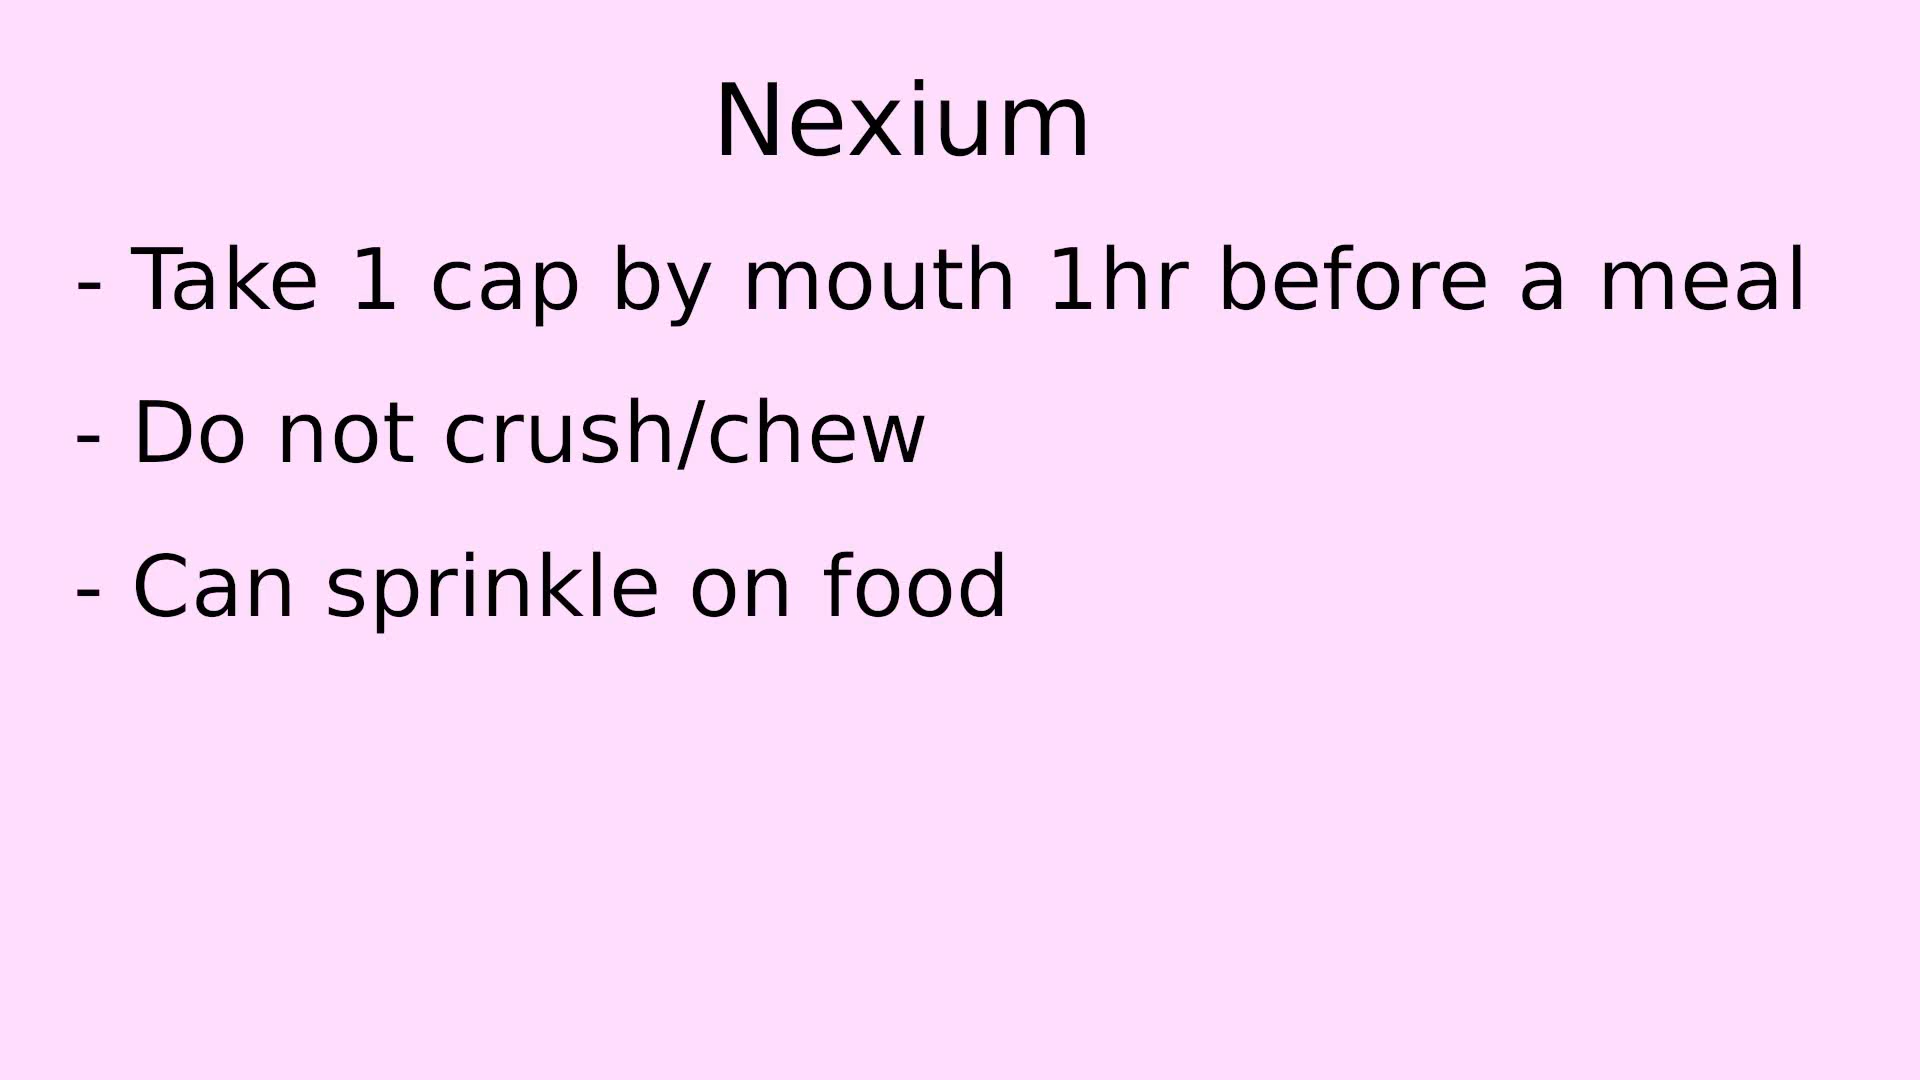 Nexium
- Take 1 cap by mouth 1hr before a meal
- Do not crush/chew
- Can sprinkle on food